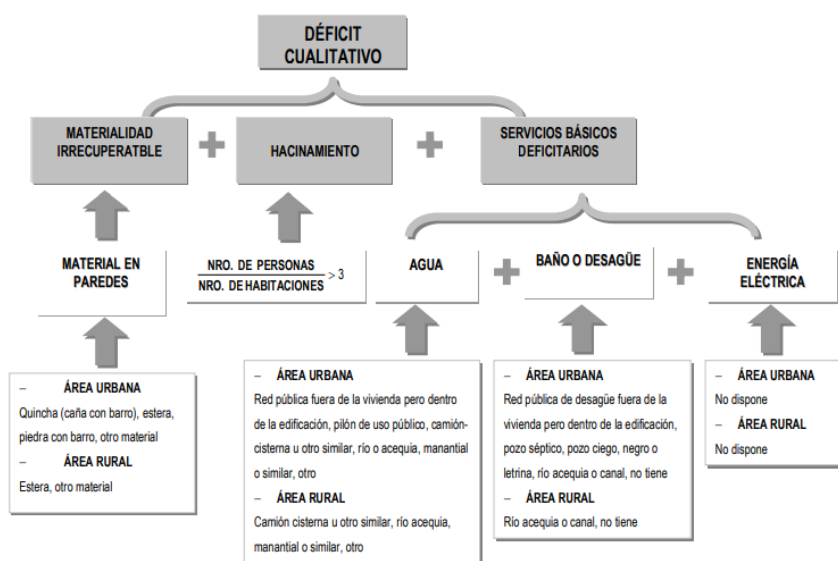 DÉFICIT
CUALITATIVO
MATERIALIDAD
IRRECUPERATBLE
HACINAMIENTO
SERVICIOS BÁSICOS
DEFICITARIOS
MATERIAL EN
PAREDES
NRO. DE PERSONAS
NRO. DE HABITACIONES
> 3
AGUA
BAÑO O DESAGÜE
ENERGÍA
ELÉCTRICA
– ÁREA URBANA
Quincha (caña con barro), estera,
piedra con barro, otro material
– ÁREA RURAL
Estera, otro material
– ÁREA URBANA
Red pública fuera de la vivienda pero dentro
de la edificación, pilón de uso público, camión-
cisterna u otro similar, río o acequia, manantial
o similar, otro
– ÁREA RURAL
Camión cisterna u otro similar, río acequia,
manantial o similar, otro
– ÁREA URBANA
Red pública de desagüe fuera de la
vivienda pero dentro de la edificación,
pozo séptico, pozo ciego, negro o
letrina, río acequia o canal, no tiene
– ÁREA RURAL
Río acequia o canal, no tiene
– ÁREA URBANA
No dispone
– ÁREA RURAL
No dispone